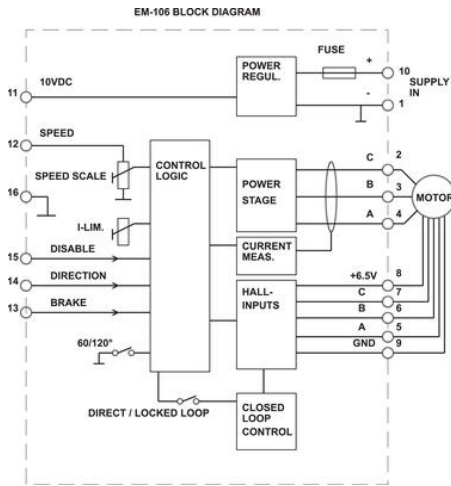 EM-106 BLOCK DIAGRAM
FUSE
POWER
REGUL.
+
10
SUPPLY
IN
-
1
11
10VDC
12
SPEED
SPEED SCALE
CONTROL
LOGIC
16
I-LIM.
POWER
STAGE
C
2
B
3
A
4
MOTOR
CURRENT
MEAS.
15
DISABLE
14
DIRECTION
13
BRAKE
HALL-
INPUTS
+6.5V
8
C
7
B
6
A
5
GND
9
60/120°
DIRECT / LOCKED LOOP
CLOSED
LOOP
CONTROL